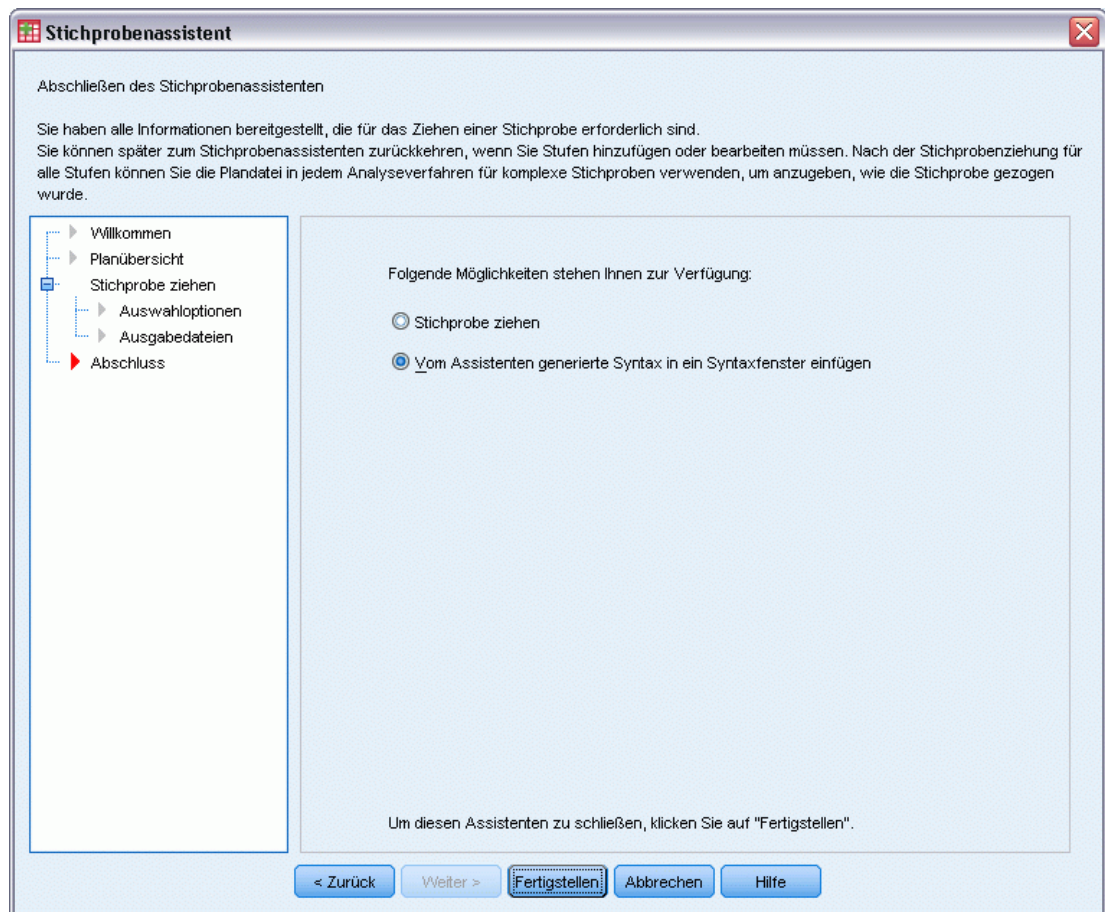 Stichprobenassistent
Abschließen des Stichprobenassistenten
Sie haben alle Informationen bereitgestellt, die für das Ziehen einer Stichprobe erforderlich sind.
Sie können später zum Stichprobenassistenten zurückkehren, wenn Sie Stufen hinzufügen oder bearbeiten müssen. Nach der Stichprobenziehung für
alle Stufen können Sie die Plandatei in jedem Analyseverfahren für komplexe Stichproben verwenden, um anzugeben, wie die Stichprobe gezogen
wurde.
Willkommen
Planübersicht
Stichprobe ziehen
Auswahloptionen
Ausgabedateien
Abschluss
Folgende Möglichkeiten stehen Ihnen zur Verfügung:
Stichprobe ziehen
Vom Assistenten generierte Syntax in ein Syntaxfenster einfügen
Um diesen Assistenten zu schließen, klicken Sie auf "Fertigstellen".
< Zurück
Weiter >
Fertigstellen
Abbrechen
Hilfe